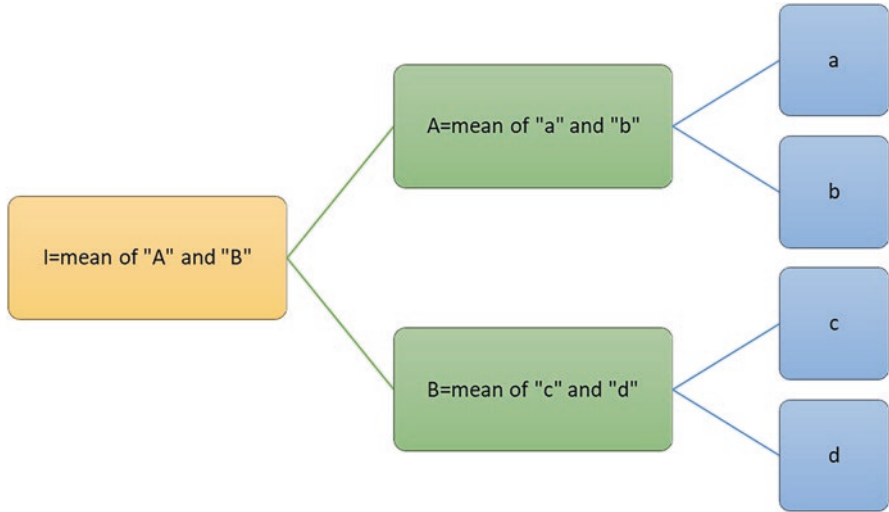 I=mean of "A" and "B"
A=mean of "a" and "b"
B=mean of "c" and "d"
a
b
c
d